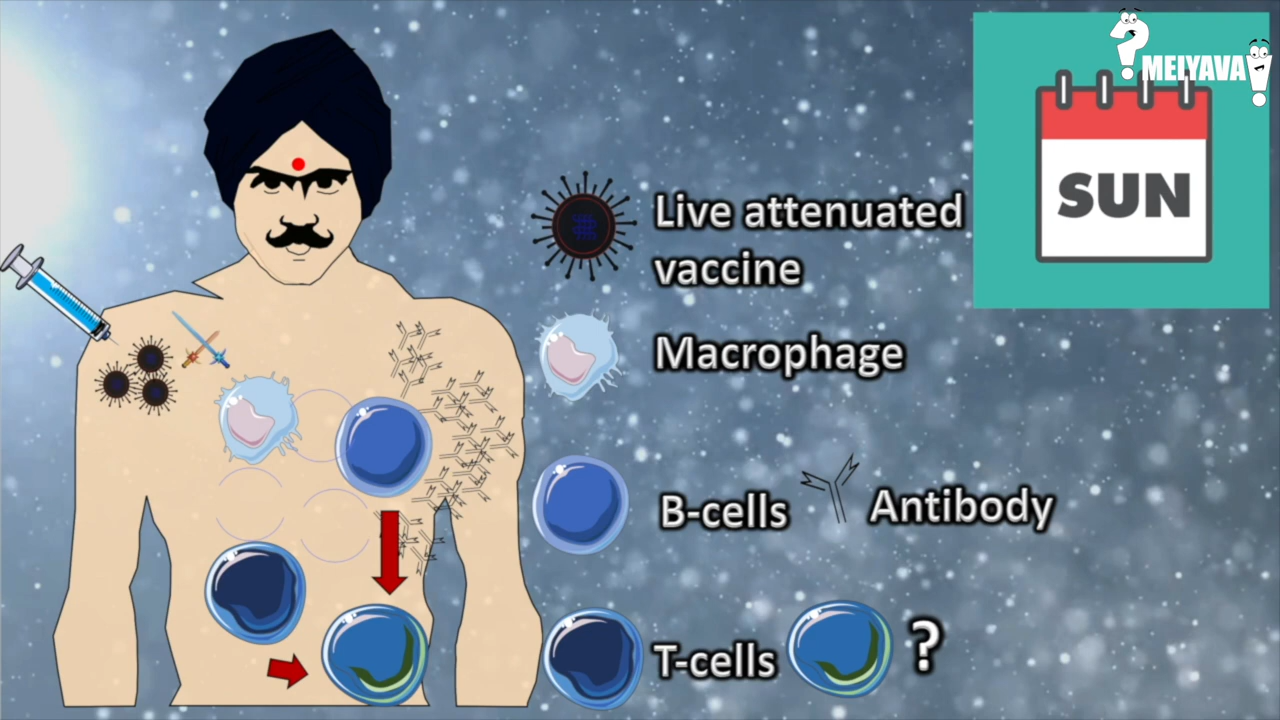 MEIYAVA
SUN
Live attenuated
vaccine
Macrophage
B-cells
Antibody
T-cells
?